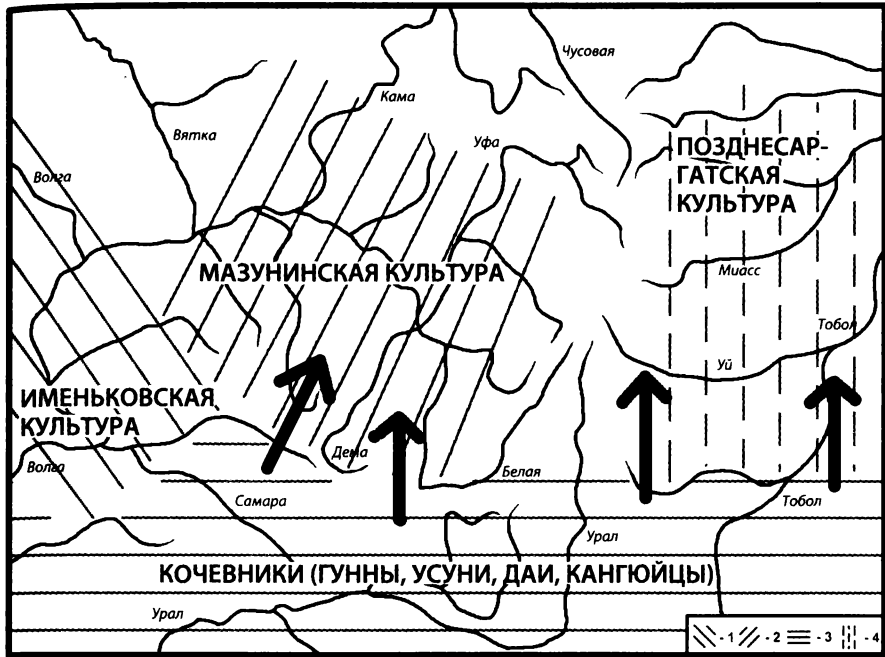 Чусовая
Кама
Вятка
Уфа
ПОЗДНЕСАР-
ГАТСКАЯ
КУЛЬТУРА
Волга
МАЗУНИНСКАЯ КУЛЬТУРА
Миасс
Тобол
Уй
ИМЕНЬКОВСКАЯ
КУЛЬТУРА
Дема
Волга
Белая
Самара
Тобол
Урал
КОЧЕВНИКИ (ГУННЫ, УСУНИ, ДАИ, КАНГЮЙЦЫ)
Урал
- 1 - 2 - 3 - 4